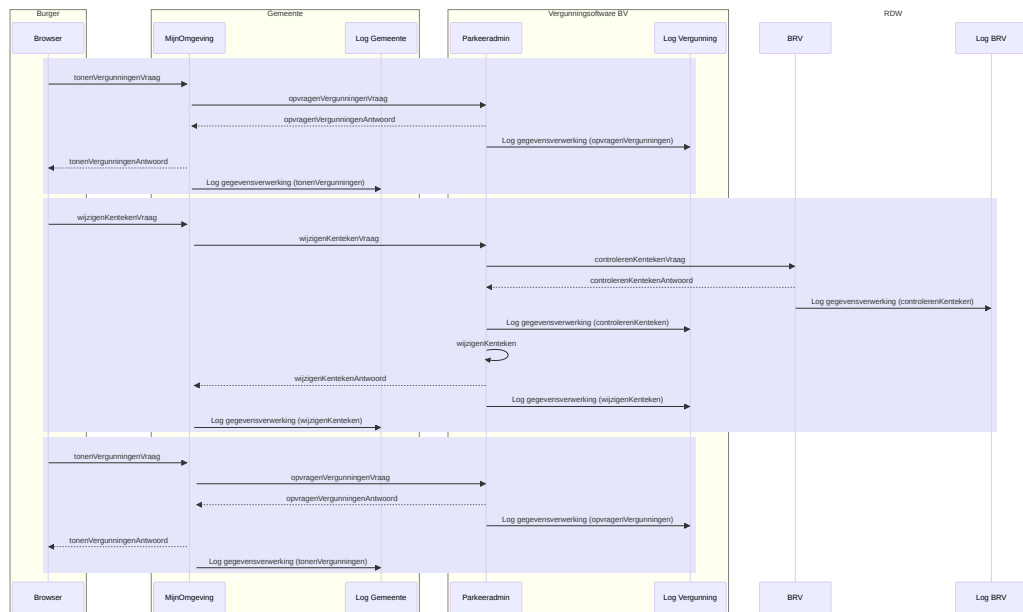 Burger
Gemeente
Vergunningsoftware BV
RDW
Browser
MijnOmgeving
Log Gemeente
Parkeeradmin
Log Vergunning
BRV
Log BRV
tonenVergunningenVraag
opvragenVergunningenVraag
opvragenVergunningenAntwoord
Log gegevensverwerking (opvragenVergunningen)
tonenVergunningenAntwoord
Log gegevensverwerking (tonenVergunningen)
wijzigenKentekenVraag
wijzigenKentekenVraag
controlerenKentekenVraag
controlerenKentekenAntwoord
Log gegevensverwerking (controlerenKenteken)
Log gegevensverwerking (controlerenKenteken)
wijzigenKenteken
wijzigenKentekenAntwoord
Log gegevensverwerking (wijzigenKenteken)
Log gegevensverwerking (wijzigenKenteken)
tonenVergunningenVraag
opvragenVergunningenVraag
opvragenVergunningenAntwoord
Log gegevensverwerking (opvragenVergunningen)
tonenVergunningenAntwoord
Log gegevensverwerking (tonenVergunningen)
Browser
MijnOmgeving
Log Gemeente
Parkeeradmin
Log Vergunning
BRV
Log BRV